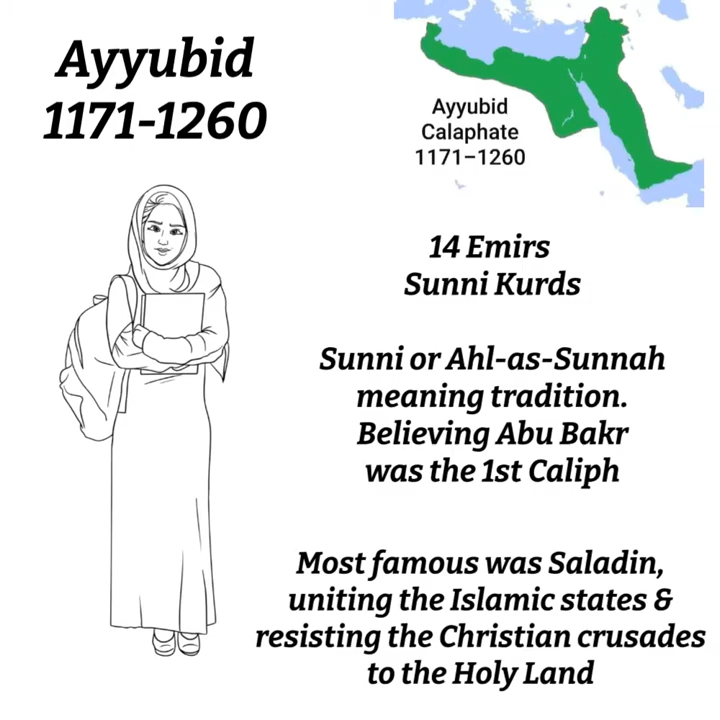 Ayyubid
1171-1260
Ayyubid
Calaphate
1171–1260
14 Emirs
Sunni Kurds
Sunni or Ahl-as-Sunnah
meaning tradition.
Believing Abu Bakr
was the 1st Caliph
Most famous was Saladin,
uniting the Islamic states &
resisting the Christian crusades
to the Holy Land